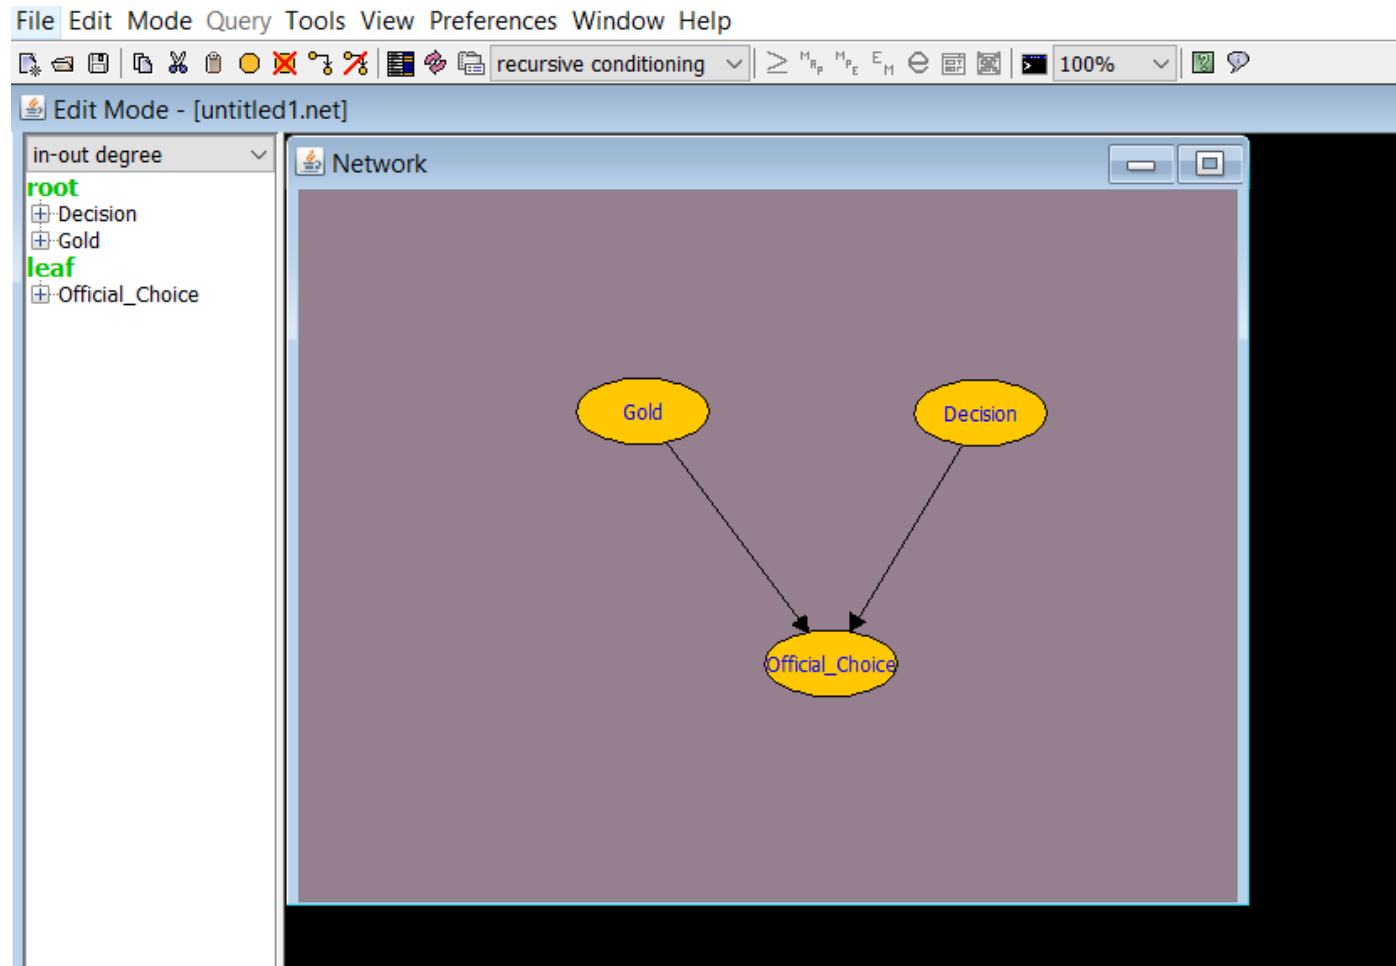 File Edit Mode Query Tools View Preferences Window Help
recursive conditioning M A P M P E E M 100%
Edit Mode - [untitled1.net]
in-out degree
Network
root
Decision
Gold
leaf
Official_Choice
Gold
Decision
Official_Choice